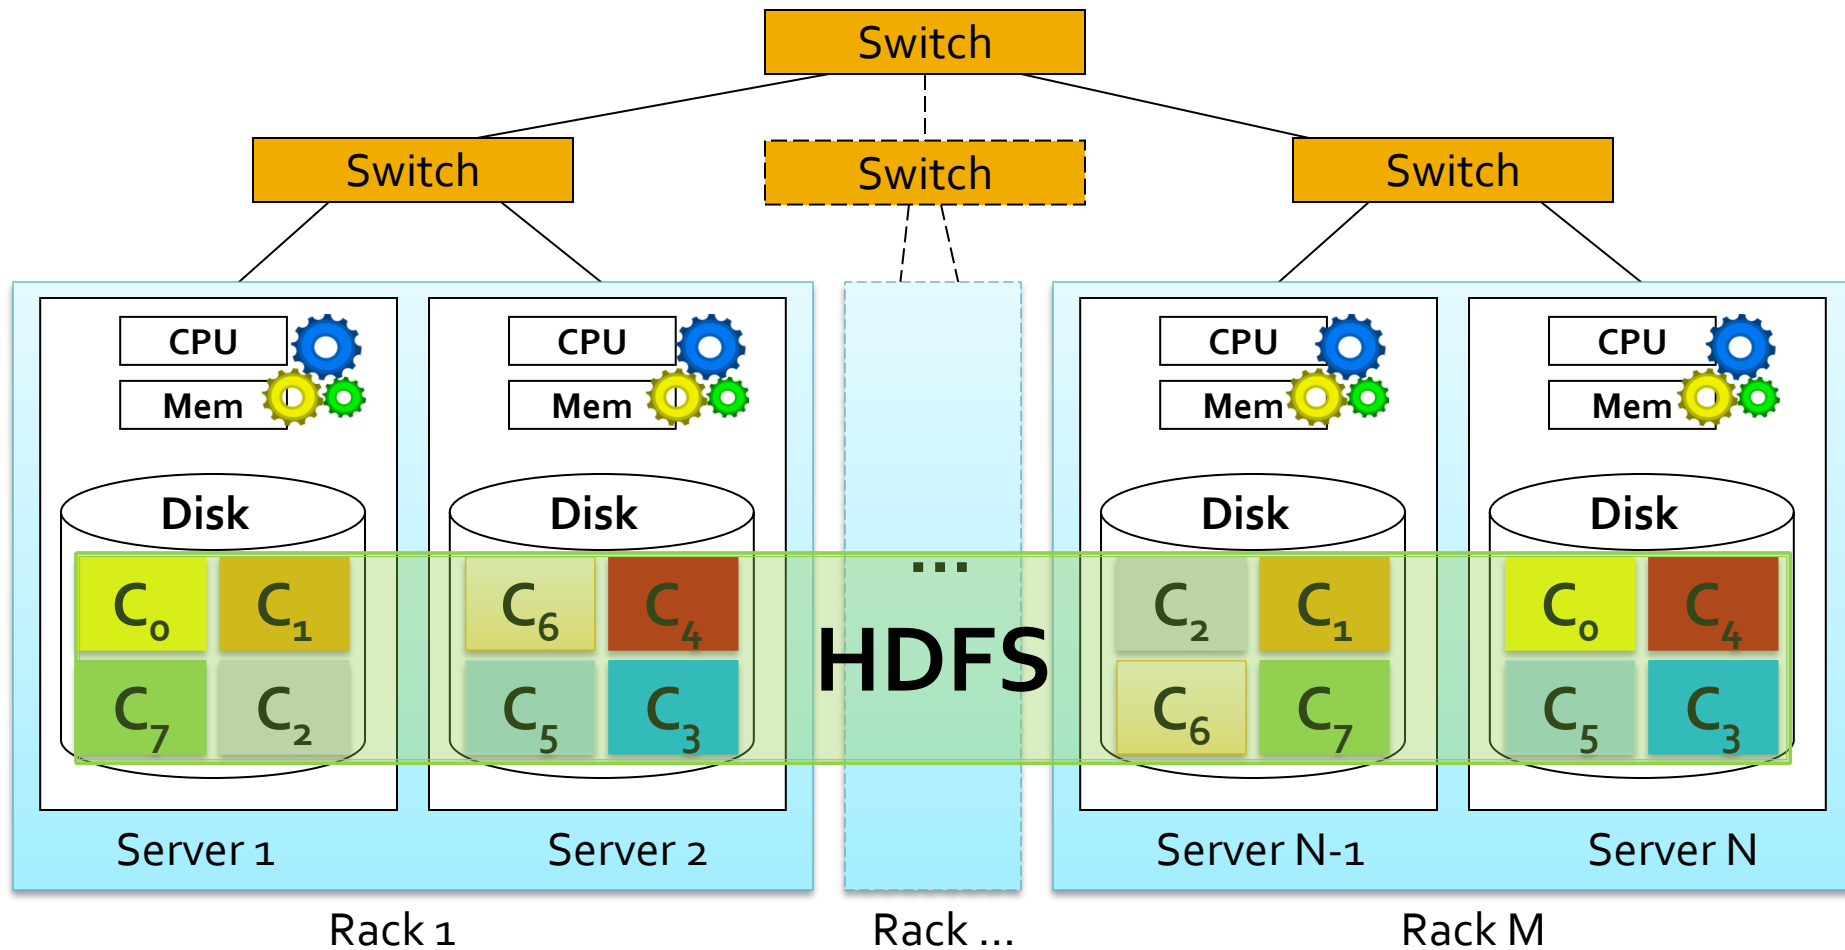 Switch
Switch
Switch
Switch
CPU
Mem
Disk
C0
C1
C7
C2
Server 1
CPU
Mem
Disk
C6
C4
C5
C3
Server 2
Rack 1
...
HDFS
Rack ...
CPU
Mem
Disk
C2
C1
C6
C7
Server N-1
CPU
Mem
Disk
C0
C4
C5
C3
Server N
Rack M